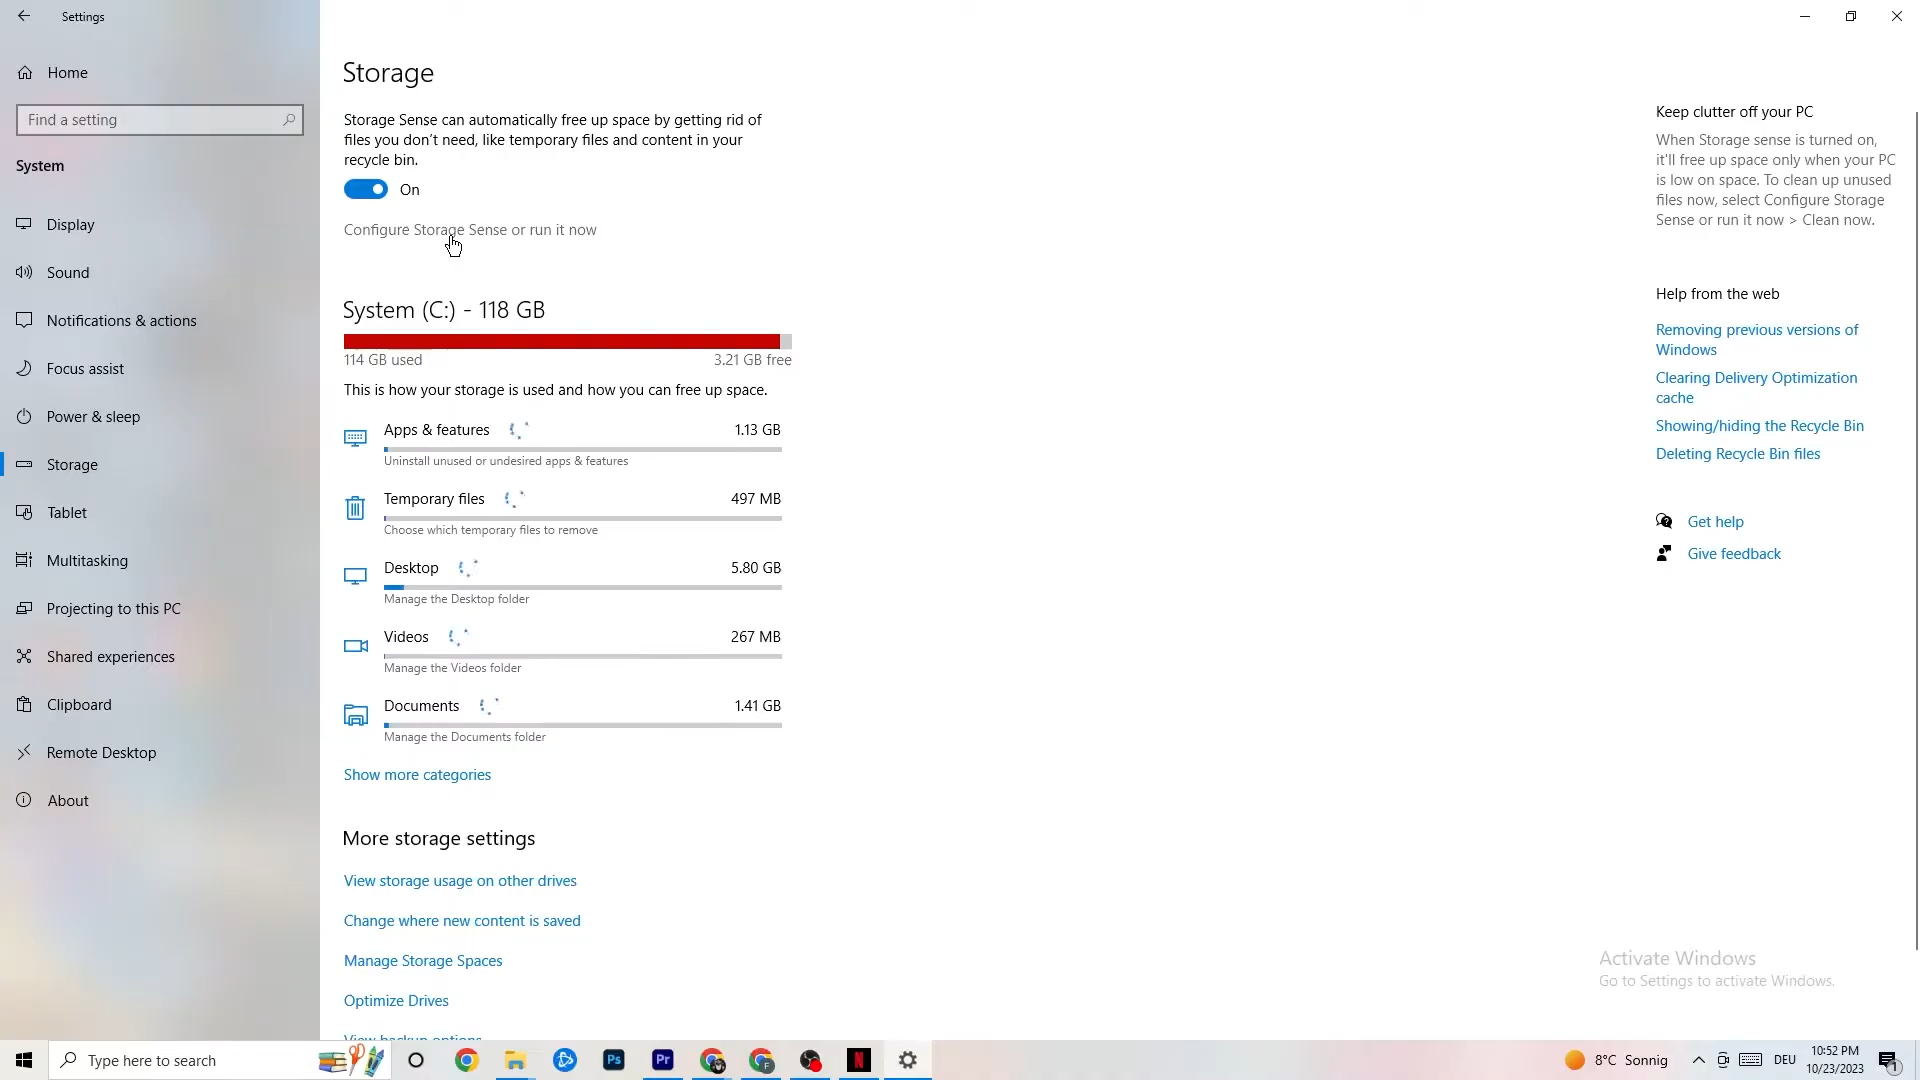 Settings
Home
Find a setting
System
Display
Sound
Notifications & actions
Focus assist
Power & sleep
Storage
Tablet
Multitasking
Projecting to this PC
Shared experiences
Clipboard
Remote Desktop
About
Storage
Storage Sense can automatically free up space by getting rid of
files you don't need, like temporary files and content in your
recycle bin.
On
Configure Storage Sense or run it now
System (C:) - 118 GB
114 GB used 3.21 GB free
This is how your storage is used and how you can free up space.
Apps & features 1.13 GB
Uninstall unused or undesired apps & features
Temporary files 497 MB
Choose which temporary files to remove
Desktop 5.80 GB
Manage the Desktop folder
Videos 267 MB
Manage the Videos folder
Documents 1.41 GB
Manage the Documents folder
Show more categories
More storage settings
View storage usage on other drives
Change where new content is saved
Manage Storage Spaces
Optimize Drives
View backup options
Keep clutter off your PC
When Storage sense is turned on,
it'll free up space only when your PC
is low on space. To clean up unused
files now, select Configure Storage
Sense or run it now > Clean now.
Help from the web
Removing previous versions of
Windows
Clearing Delivery Optimization
cache
Showing/hiding the Recycle Bin
Deleting Recycle Bin files
Get help
Give feedback
Activate Windows
Go to Settings to activate Windows.
Type here to search
Ps
Pr
F
N
8°C Sonnig
DEU
10:52 PM
10/23/2023
1